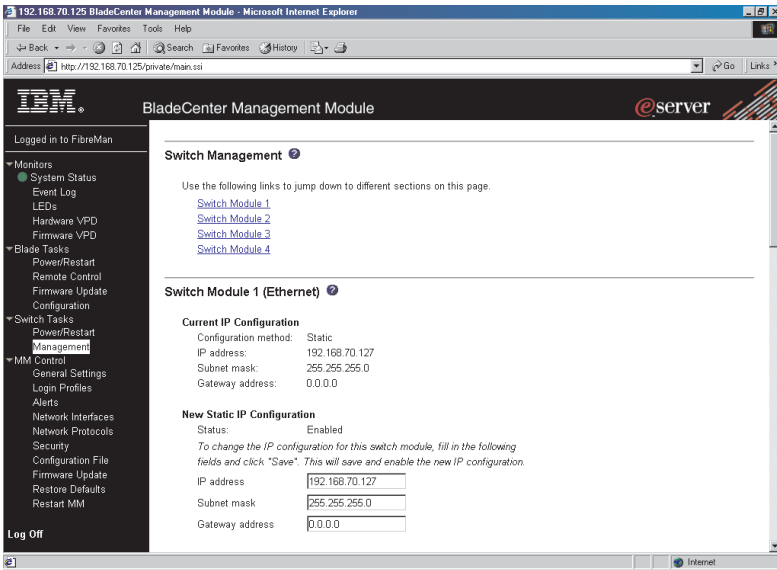 192.168.70.125 BladeCenter Management Module - Microsoft Internet Explorer
File Edit View Favorites Tools Help
Back Search Favorites History
Address http://192.168.70.125/private/main.ssi Go Links
IBM. BladeCenter Management Module @server
Logged in to FibreMan
Monitors
System Status
Event Log
LEDs
Hardware VPD
Firmware VPD
Blade Tasks
Power/Restart
Remote Control
Firmware Update
Configuration
Switch Tasks
Power/Restart
Management
MM Control
General Settings
Login Profiles
Alerts
Network Interfaces
Network Protocols
Security
Configuration File
Firmware Update
Restore Defaults
Restart MM
Log Off
Switch Management ?
Use the following links to jump down to different sections on this page.
Switch Module 1
Switch Module 2
Switch Module 3
Switch Module 4
Switch Module 1 (Ethernet) ?
Current IP Configuration
Configuration method: Static
IP address: 192.168.70.127
Subnet mask: 255.255.255.0
Gateway address: 0.0.0.0
New Static IP Configuration
Status: Enabled
To change the IP configuration for this switch module, fill in the following
fields and click "Save". This will save and enable the new IP configuration.
IP address 192.168.70.127
Subnet mask 255.255.255.0
Gateway address 0.0.0.0
Internet